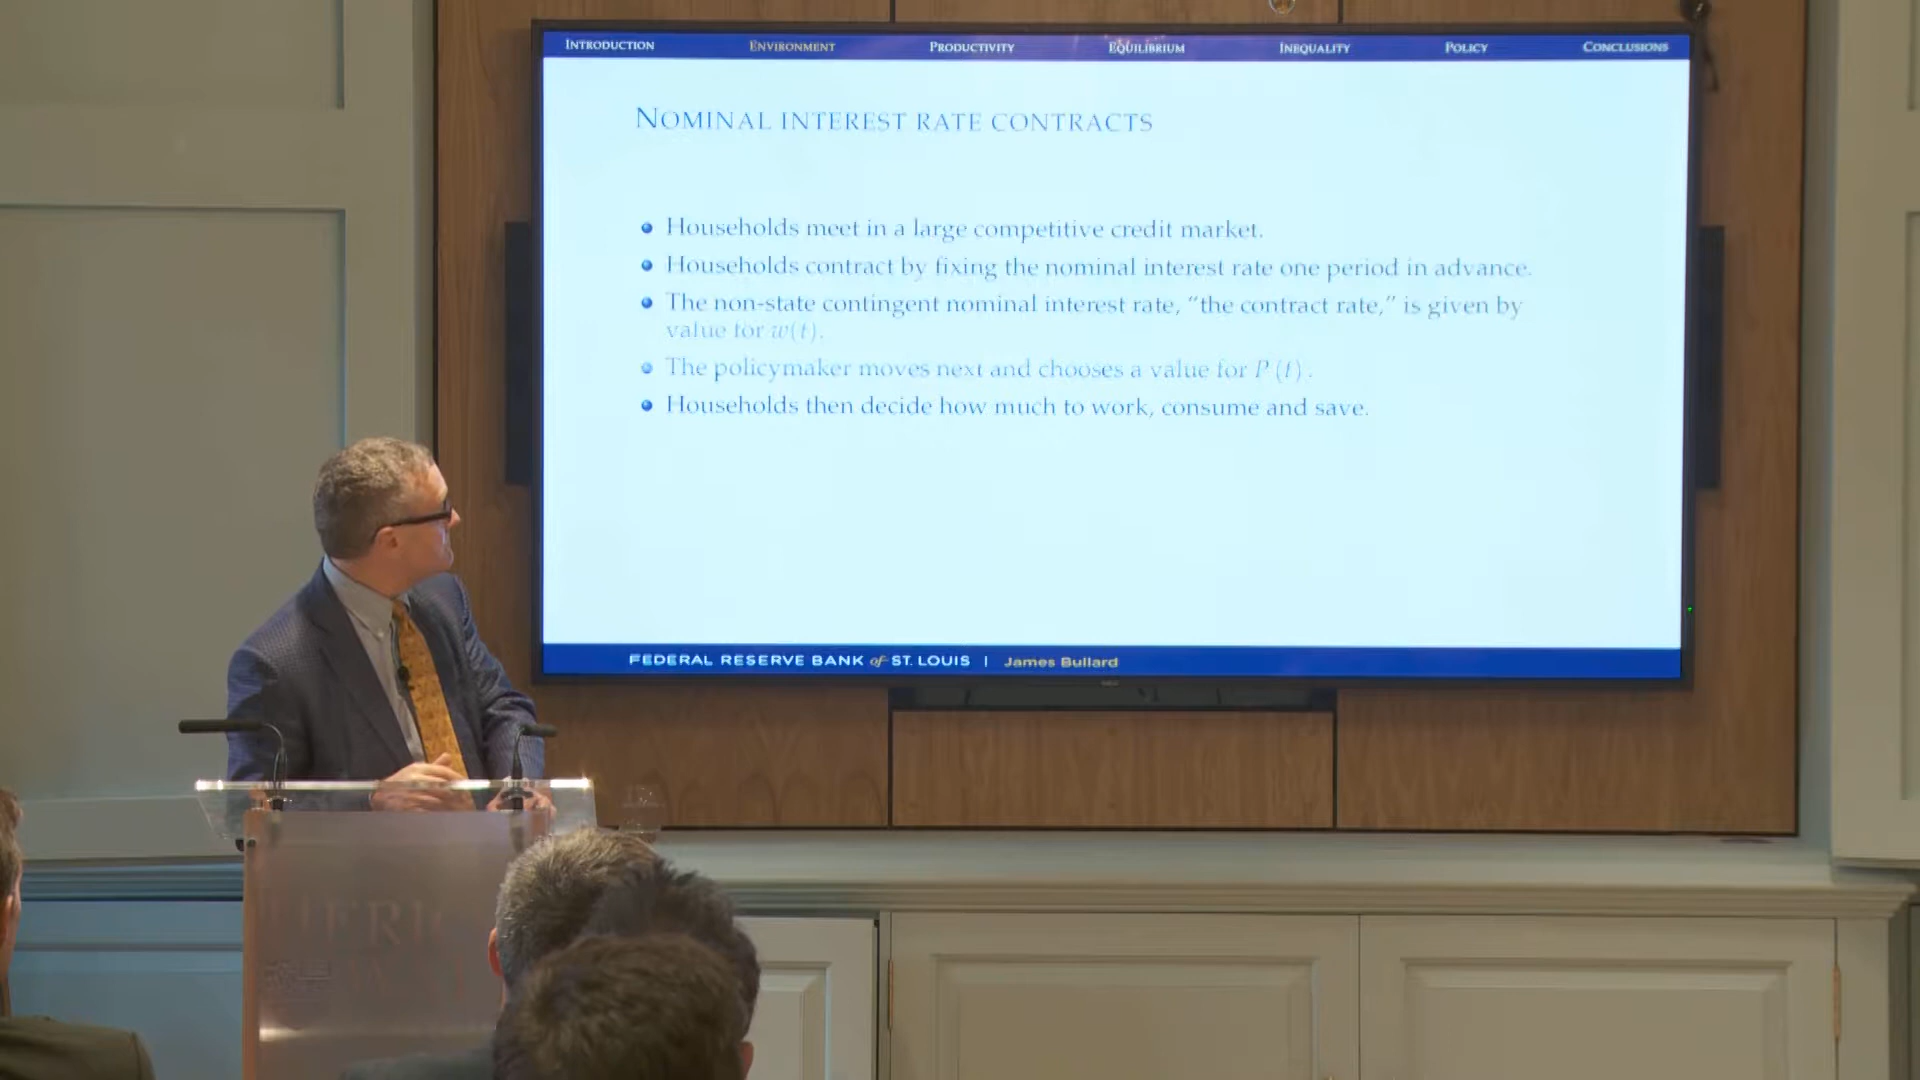 INTRODUCTION ENVIRONMENT PRODUCTIVITY EQUILIBRIUM INEQUALITY POLICY CONCLUSIONS
NOMINAL INTEREST RATE CONTRACTS
Households meet in a large competitive credit market.
Households contract by fixing the nominal interest rate one period in advance.
The non-state contingent nominal interest rate, “the contract rate,” is given by
value for w(t).
The policymaker moves next and chooses a value for P (t) .
Households then decide how much to work, consume and save.
FEDERAL RESERVE BANK of ST. LOUIS | James Bullard